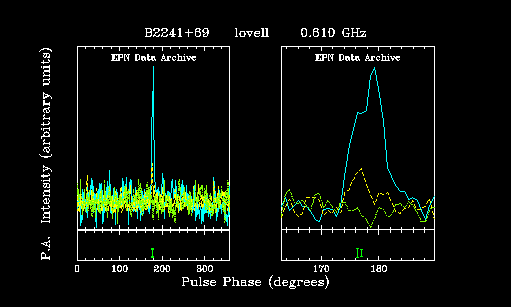 B2241+69 lovell 0.610 GHz
EPN Data Archive EPN Data Archive
P.A. Intensity (arbitrary units)
0 100 200 300 170 180
Pulse Phase (degrees)